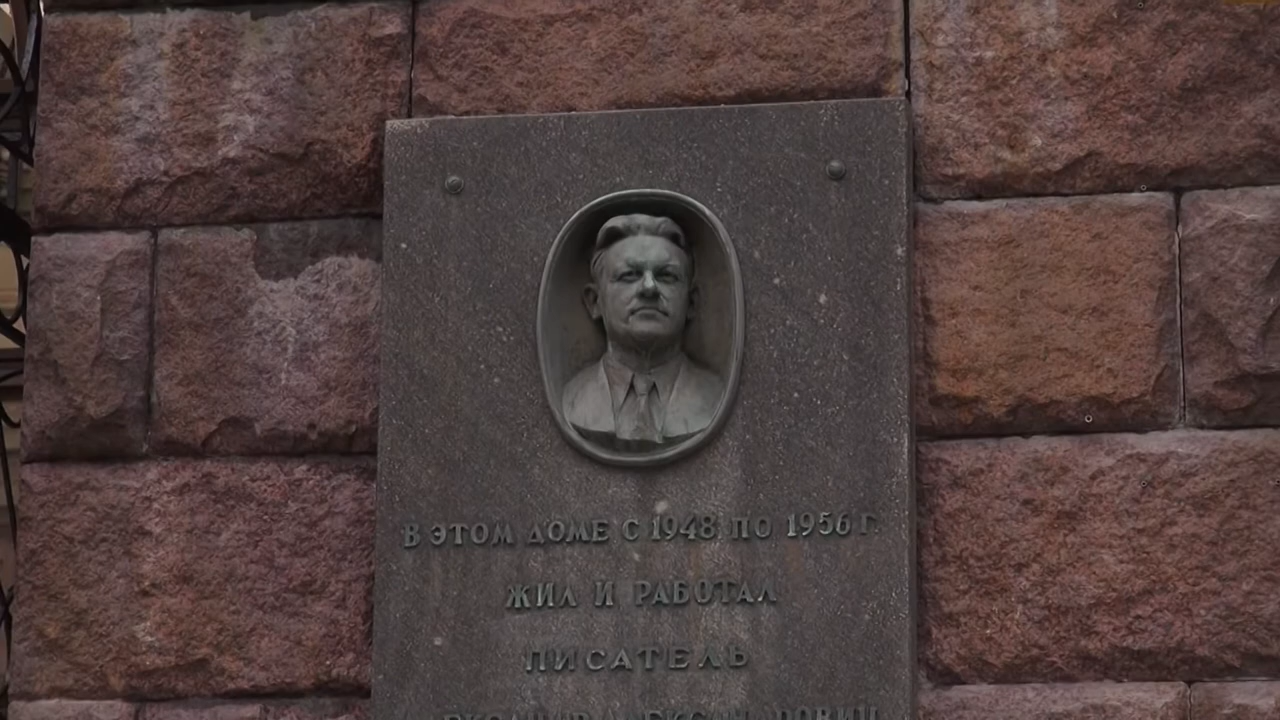 В ЭТОМ ДОМЕ С 1948 ПО 1956 Г.
ЖИЛ И РАБОТАЛ
ПИСАТЕЛЬ